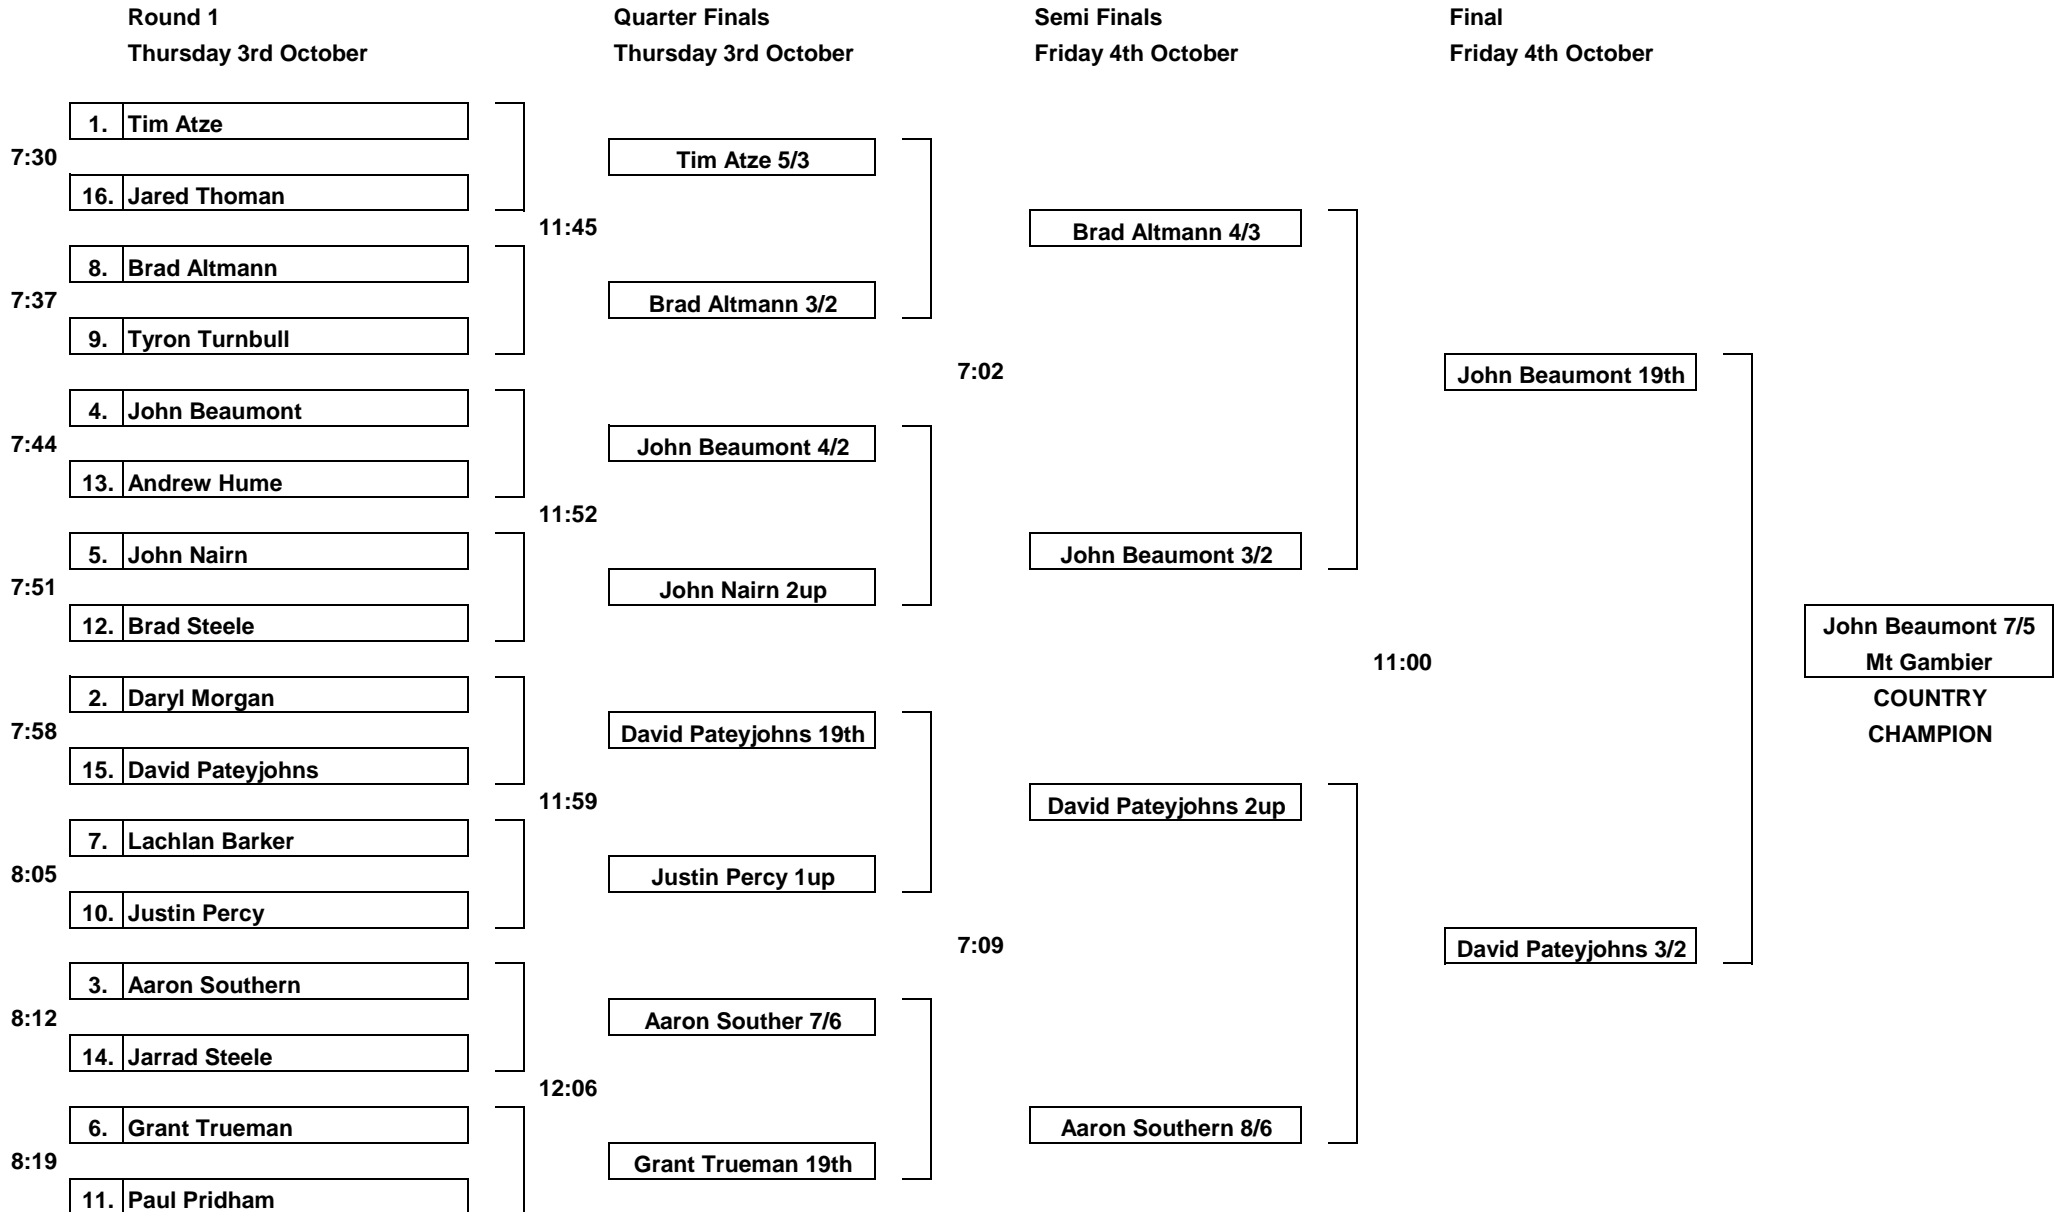 Round 1
Thursday 3rd October
Quarter Finals
Thursday 3rd October
Semi Finals
Friday 4th October
Final
Friday 4th October
1. Tim Atze
7:30
16. Jared Thoman
8. Brad Altmann
7:37
9. Tyron Turnbull
4. John Beaumont
7:44
13. Andrew Hume
5. John Nairn
7:51
12. Brad Steele
2. Daryl Morgan
7:58
15. David Pateyjohns
7. Lachlan Barker
8:05
10. Justin Percy
3. Aaron Southern
8:12
14. Jarrad Steele
6. Grant Trueman
8:19
11. Paul Pridham
Tim Atze 5/3
11:45
Brad Altmann 3/2
John Beaumont 4/2
11:52
John Nairn 2up
David Pateyjohns 19th
11:59
Justin Percy 1up
Aaron Souther 7/6
12:06
Grant Trueman 19th
Brad Altmann 4/3
7:02
John Beaumont 3/2
David Pateyjohns 2up
7:09
Aaron Southern 8/6
John Beaumont 19th
11:00
David Pateyjohns 3/2
John Beaumont 7/5
Mt Gambier
COUNTRY
CHAMPION